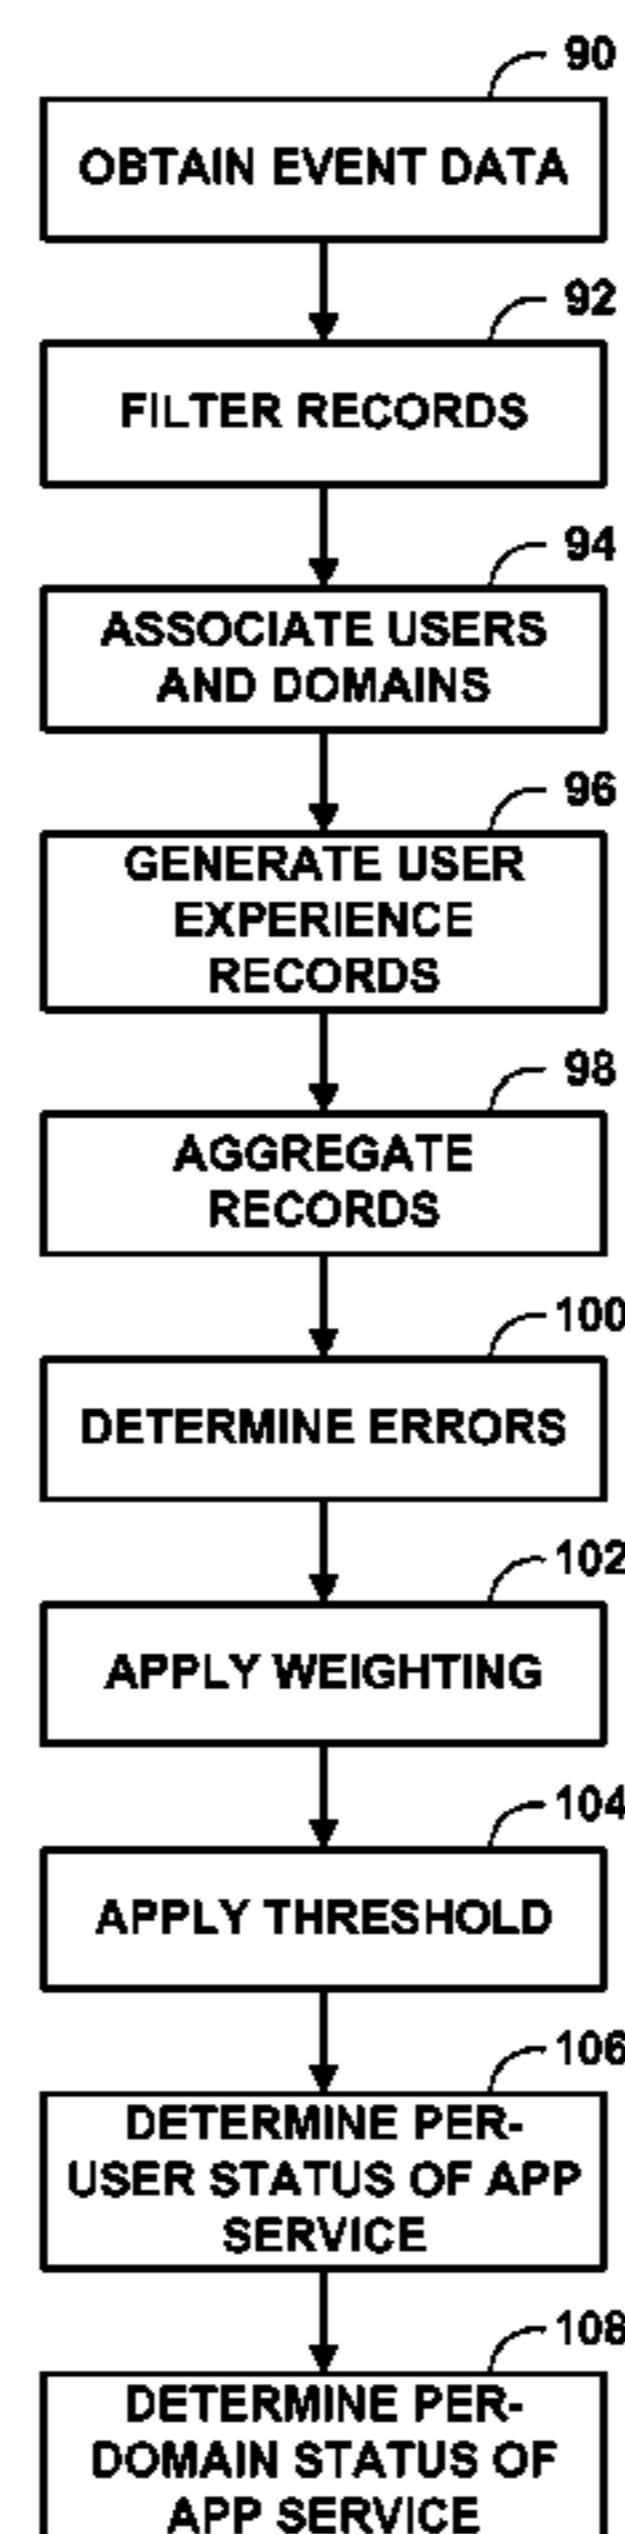 90
OBTAIN EVENT DATA
92
FILTER RECORDS
94
ASSOCIATE USERS
AND DOMAINS
96
GENERATE USER
EXPERIENCE
RECORDS
98
AGGREGATE
RECORDS
100
DETERMINE ERRORS
102
APPLY WEIGHTING
104
APPLY THRESHOLD
106
DETERMINE PER-
USER STATUS OF APP
SERVICE
108
DETERMINE PER-
DOMAIN STATUS OF
APP SERVICE